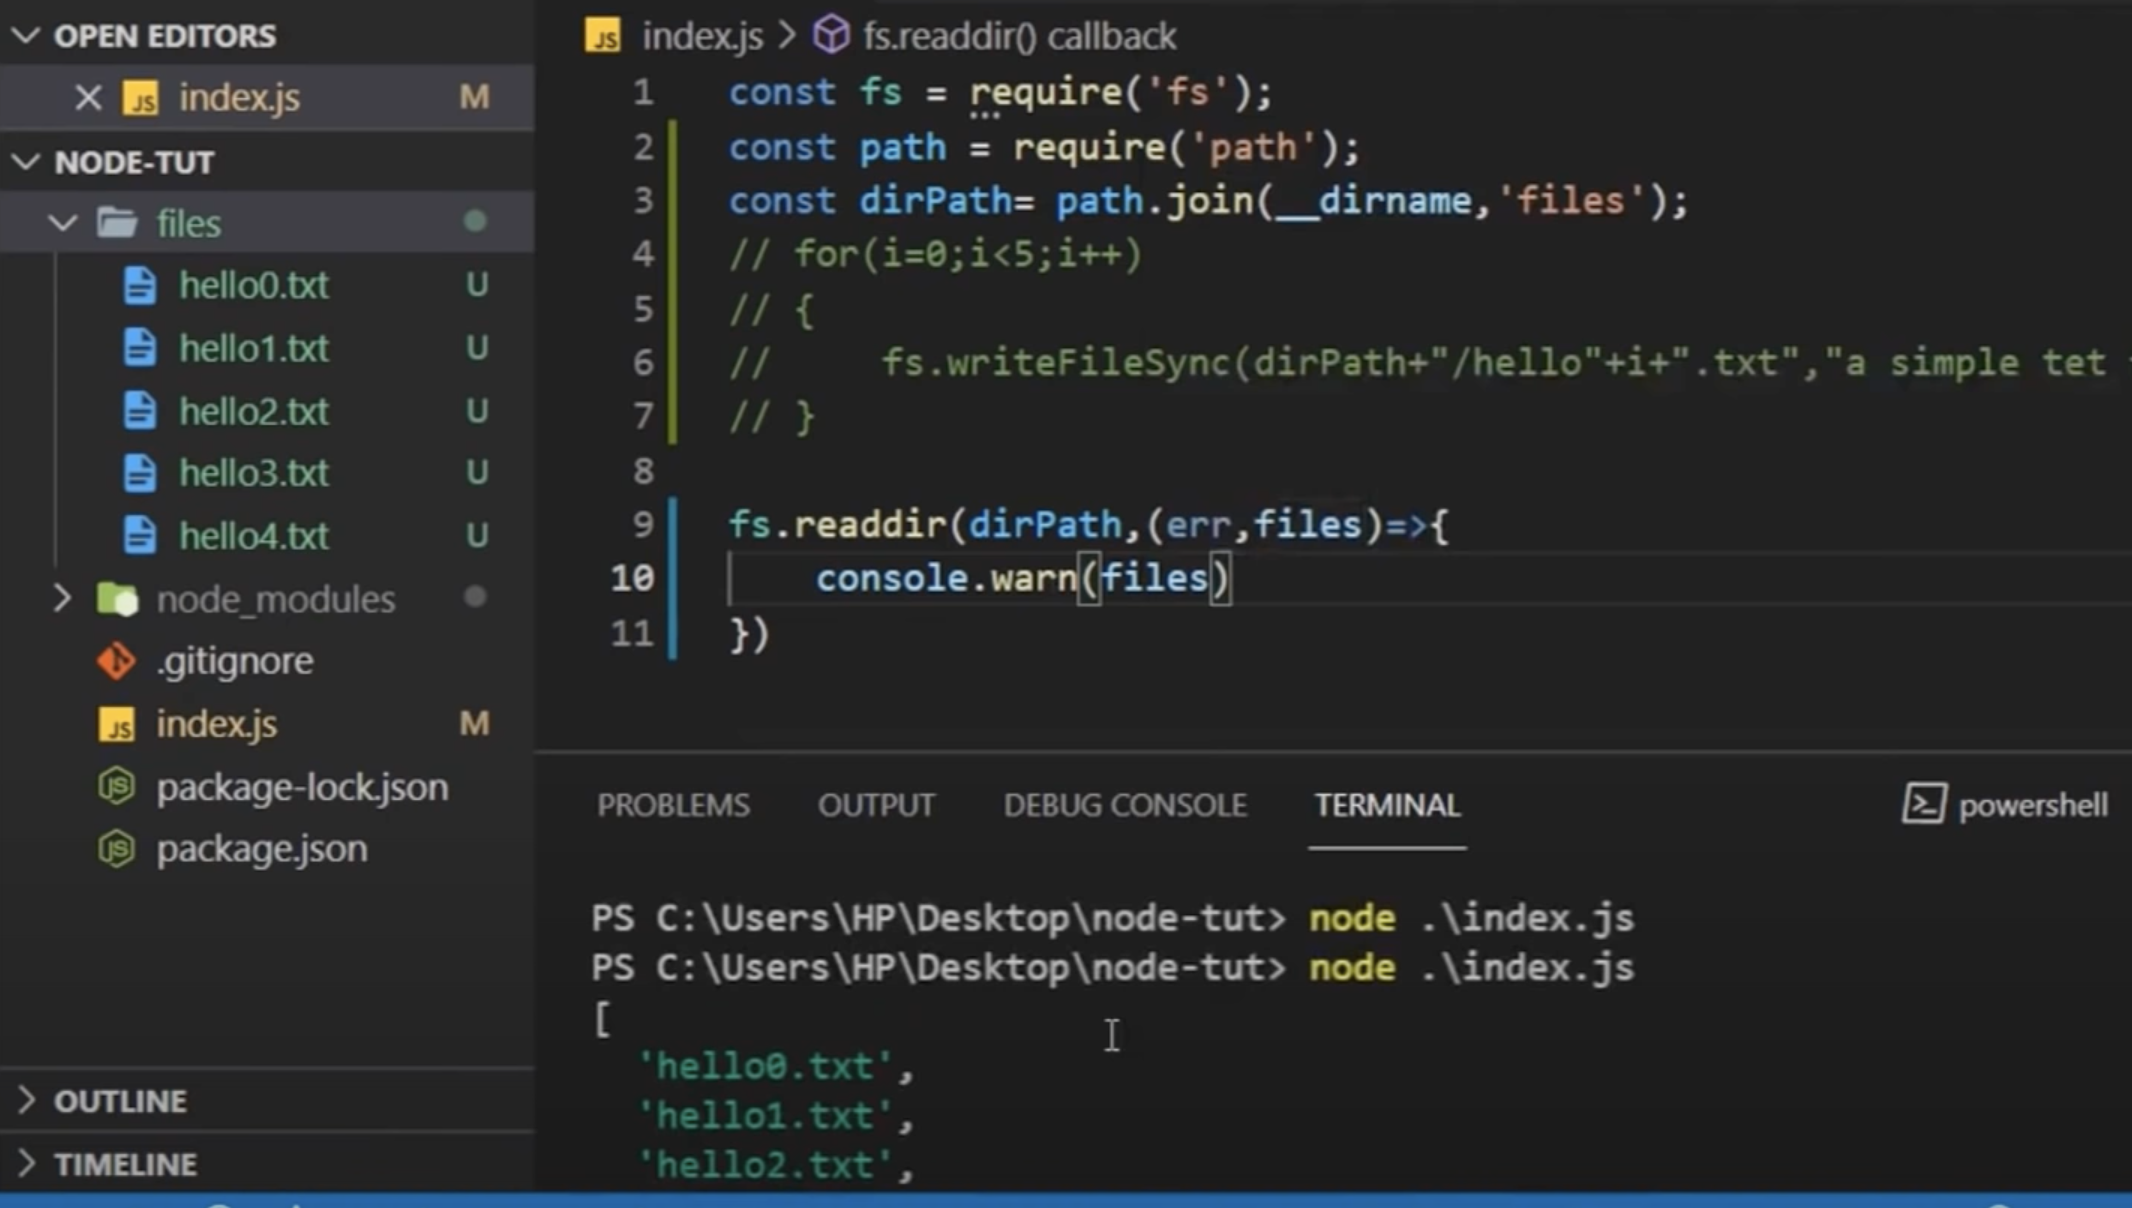 OPEN EDITORS
index.js M
NODE-TUT
files
hello0.txt U
hello1.txt U
hello2.txt U
hello3.txt U
hello4.txt U
node_modules
.gitignore
index.js M
package-lock.json
package.json
OUTLINE
TIMELINE
JS index.js > fs.readdir() callback
1 const fs = require('fs');
2 const path = require('path');
3 const dirPath= path.join(__dirname,'files');
4 // for(i=0;i<5;i++)
5 // {
6 //     fs.writeFileSync(dirPath+"/hello"+i+".txt","a simple tet
7 // }
8
9 fs.readdir(dirPath,(err,files)=>{
10     console.warn(files)
11 })
PROBLEMS OUTPUT DEBUG CONSOLE TERMINAL powershell
PS C:\Users\HP\Desktop\node-tut> node .\index.js
PS C:\Users\HP\Desktop\node-tut> node .\index.js
[
'hello0.txt',
'hello1.txt',
'hello2.txt',